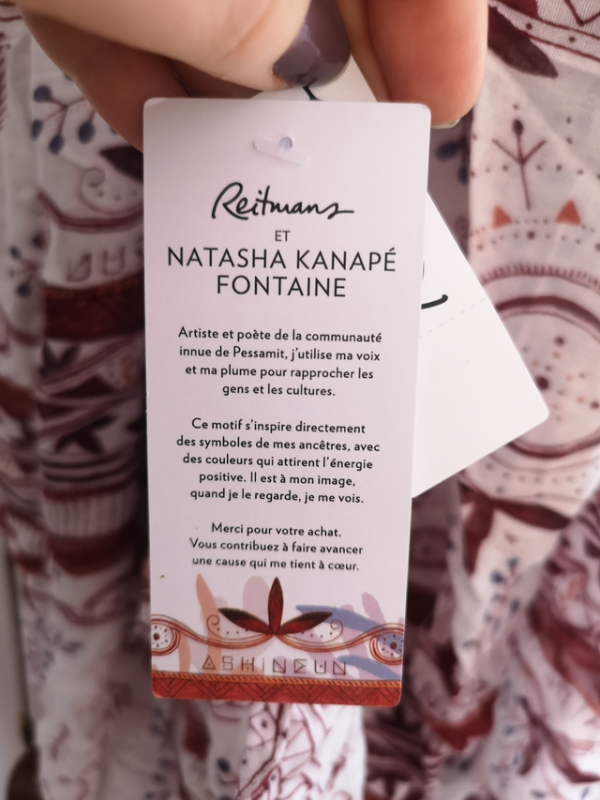 Reitmans
ET
NATASHA KANAPÉ
FONTAINE
Artiste et poète de la communauté
innue de Pessamit, j'utilise ma voix
et ma plume pour rapprocher les
gens et les cultures.
Ce motif s'inspire directement
des symboles de mes ancêtres, avec
des couleurs qui attirent l'énergie
positive. Il est à mon image,
quand je le regarde, je me vois.
Merci pour votre achat.
Vous contribuez à faire avancer
une cause qui me tient à cœur.
ASHINEUN